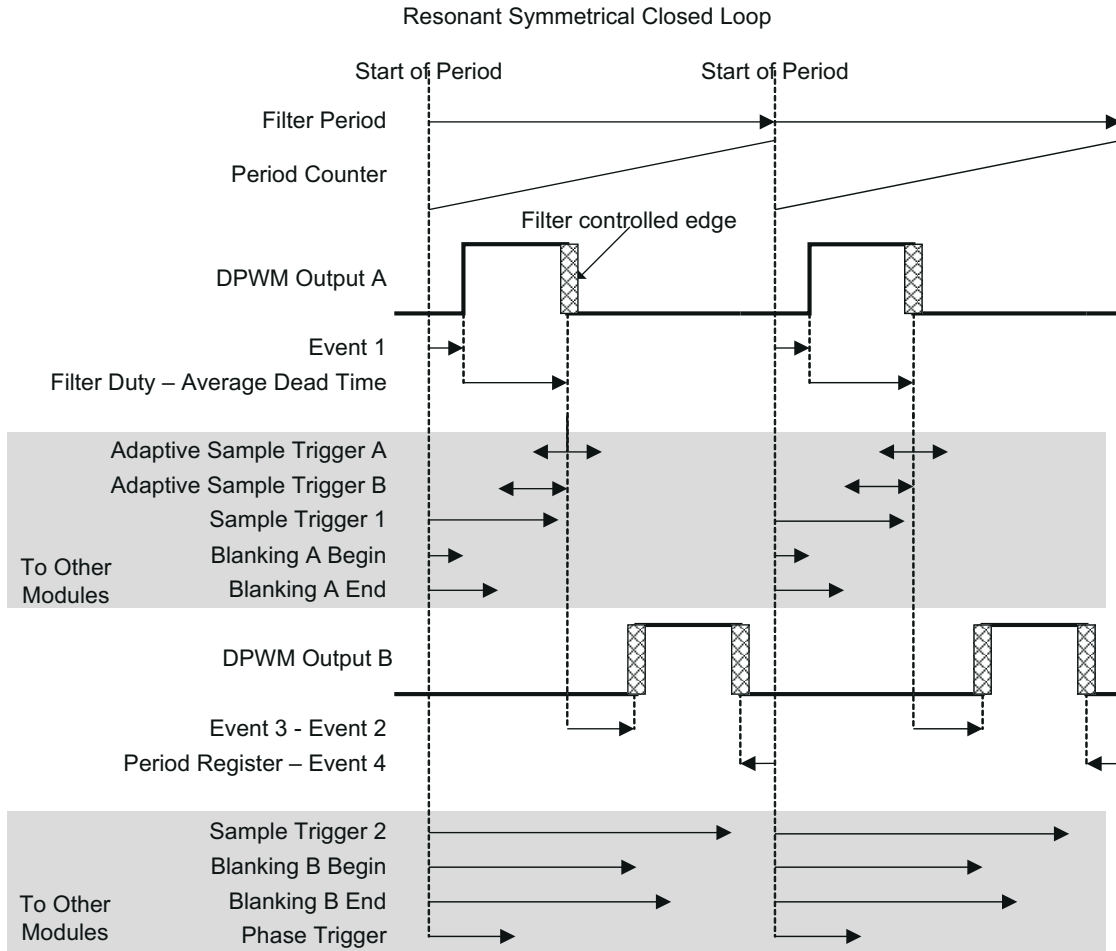 Resonant Symmetrical Closed Loop
Start of Period
Start of Period
Filter Period
Period Counter
Filter controlled edge
DPWM Output A
Event 1
Filter Duty – Average Dead Time
Adaptive Sample Trigger A
Adaptive Sample Trigger B
Sample Trigger 1
Blanking A Begin
To Other
Modules
Blanking A End
DPWM Output B
Event 3 - Event 2
Period Register – Event 4
Sample Trigger 2
Blanking B Begin
Blanking B End
To Other
Modules
Phase Trigger